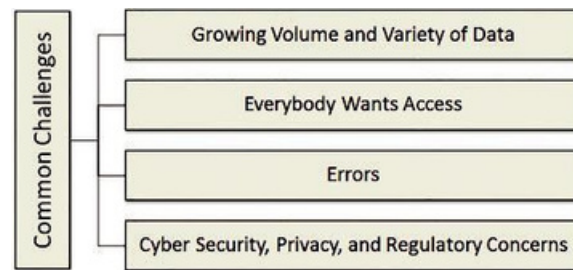 Common Challenges
Growing Volume and Variety of Data
Everybody Wants Access
Errors
Cyber Security, Privacy, and Regulatory Concerns